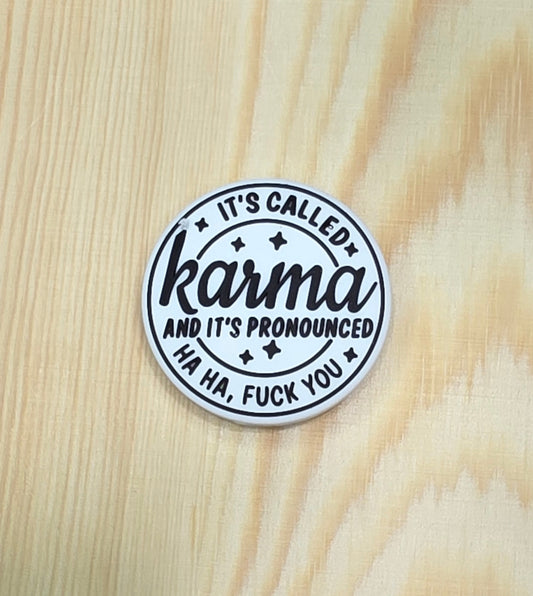 IT'S CALLED
karma
AND IT'S PRONOUNCED
HA HA, FUCK YOU